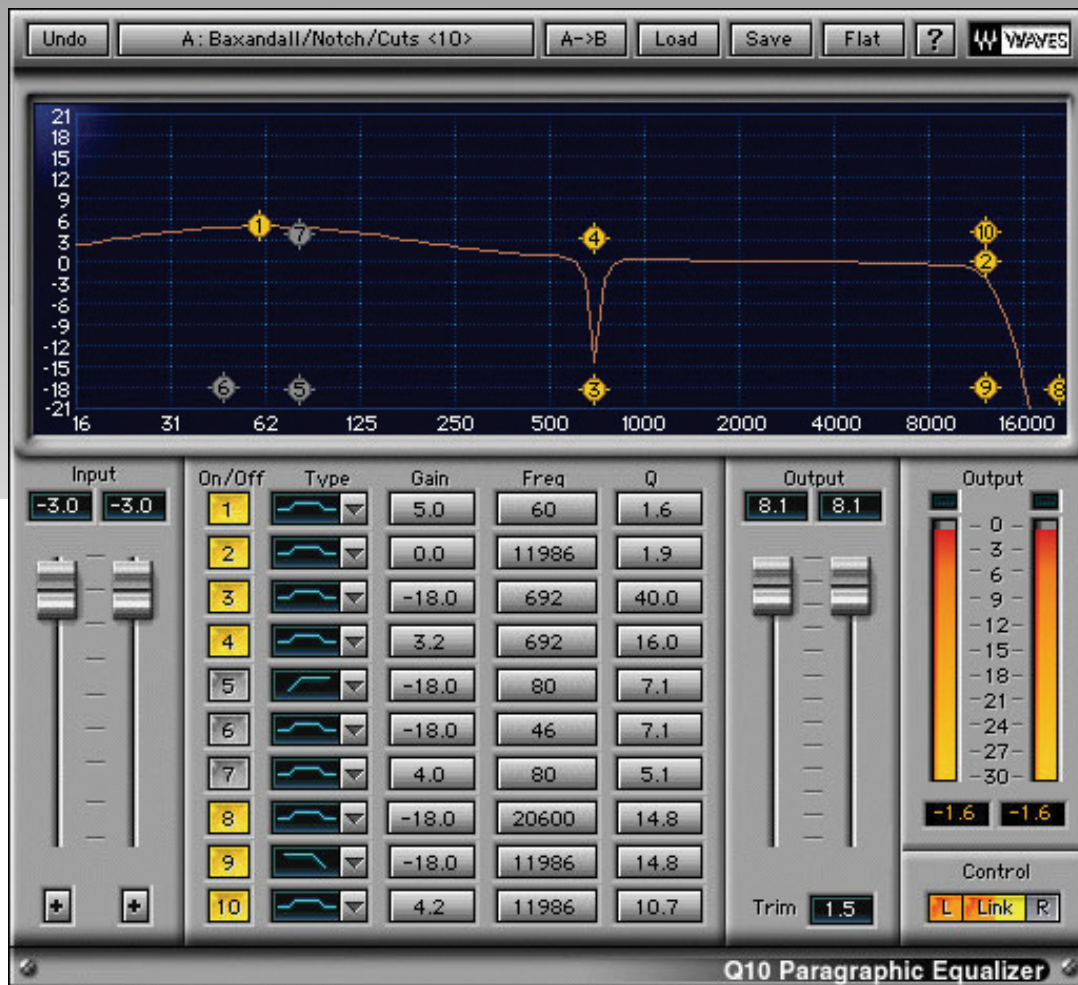 Undo A: Baxandall/Notch/Cuts <10> A->B Load Save Flat ? WAVES
21
18
15
12
9
6
3
0
-3
-6
-9
-12
-15
-18
-21
1 7 4 10
2
6 5 3 9 8
16 31 62 125 250 500 1000 2000 4000 8000 16000
Input
-3.0 -3.0
+ +
On/Off Type Gain Freq Q
1 5.0 60 1.6
2 0.0 11986 1.9
3 -18.0 692 40.0
4 3.2 692 16.0
5 -18.0 80 7.1
6 -18.0 46 7.1
7 4.0 80 5.1
8 -18.0 20600 14.8
9 -18.0 11986 14.8
10 4.2 11986 10.7
Output
8.1 8.1
Trim 1.5
Output
0
3
6
9
12
15
18
21
24
27
30
-1.6 -1.6
Control
L Link R
Q10 Paragraphic Equalizer